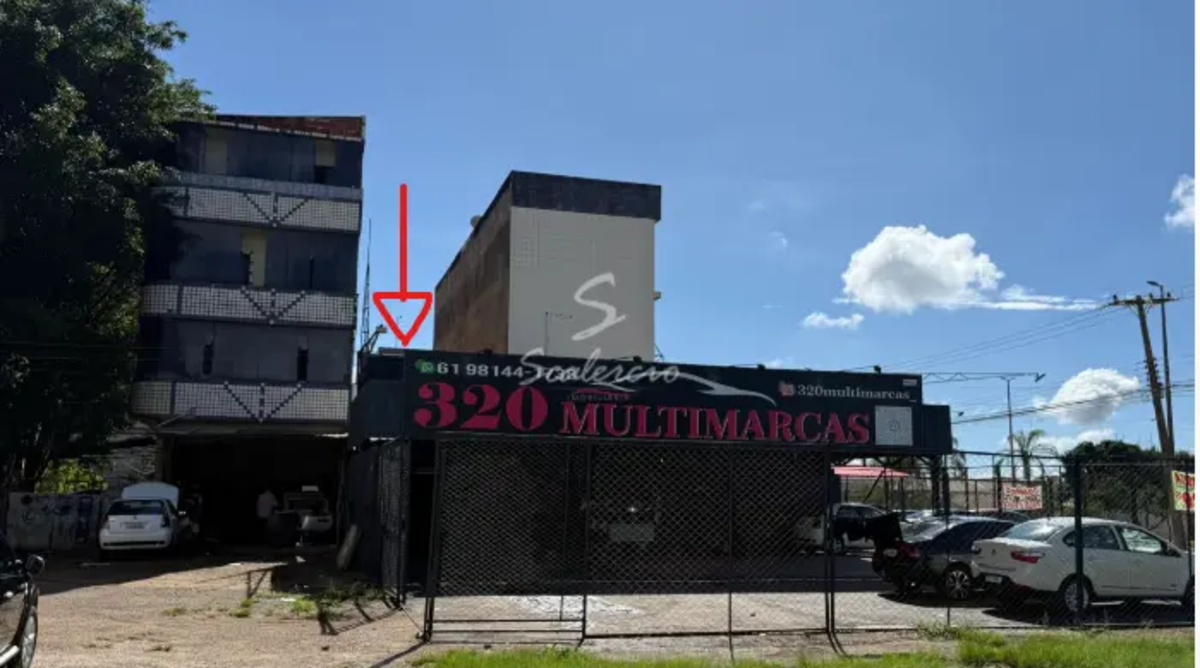 61 98144-
320multimarcas
320 MULTIMARCAS
Scalercio